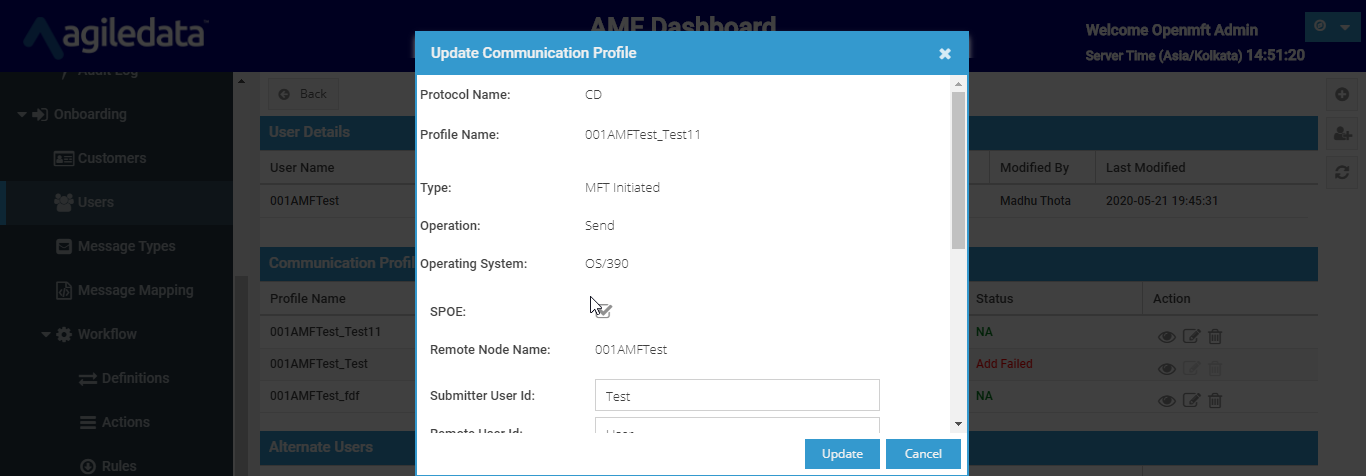 agiledata
AMF Dashboard
Welcome Openmft Admin
Server Time (Asia/Kolkata) 14:51:20
Audit Log
Onboarding
Customers
Users
Message Types
Message Mapping
Workflow
Definitions
Actions
Rules
Back
User Details
User Name Modified By Last Modified
001AMFTest Madhu Thota 2020-05-21 19:45:31
Communication Profil
Profile Name Status Action
001AMFTest_Test11 NA
001AMFTest_Test Add Failed
001AMFTest_fdf NA
Alternate Users
Update Communication Profile
Protocol Name: CD
Profile Name: 001AMFTest_Test11
Type: MFT Initiated
Operation: Send
Operating System: OS/390
SPOE:
Remote Node Name: 001AMFTest
Submitter User Id: Test
Remote User Id: User
Update Cancel